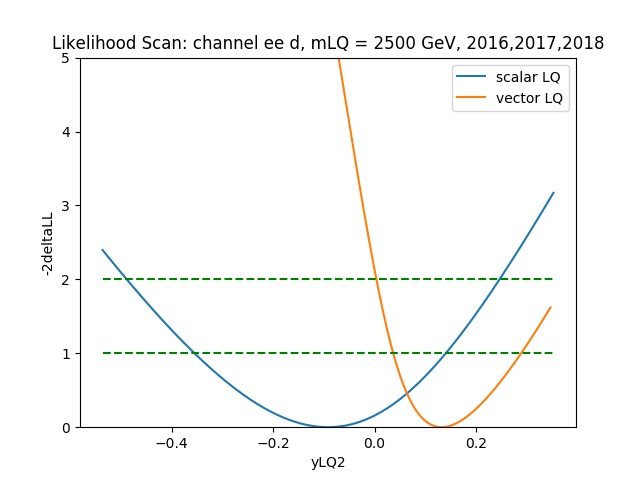 Likelihood Scan: channel ee d, mLQ = 2500 GeV, 2016,2017,2018
scalar LQ
vector LQ
5
4
3
2
1
0
-2deltaLL
−0.4
−0.2
0.0
0.2
yLQ2